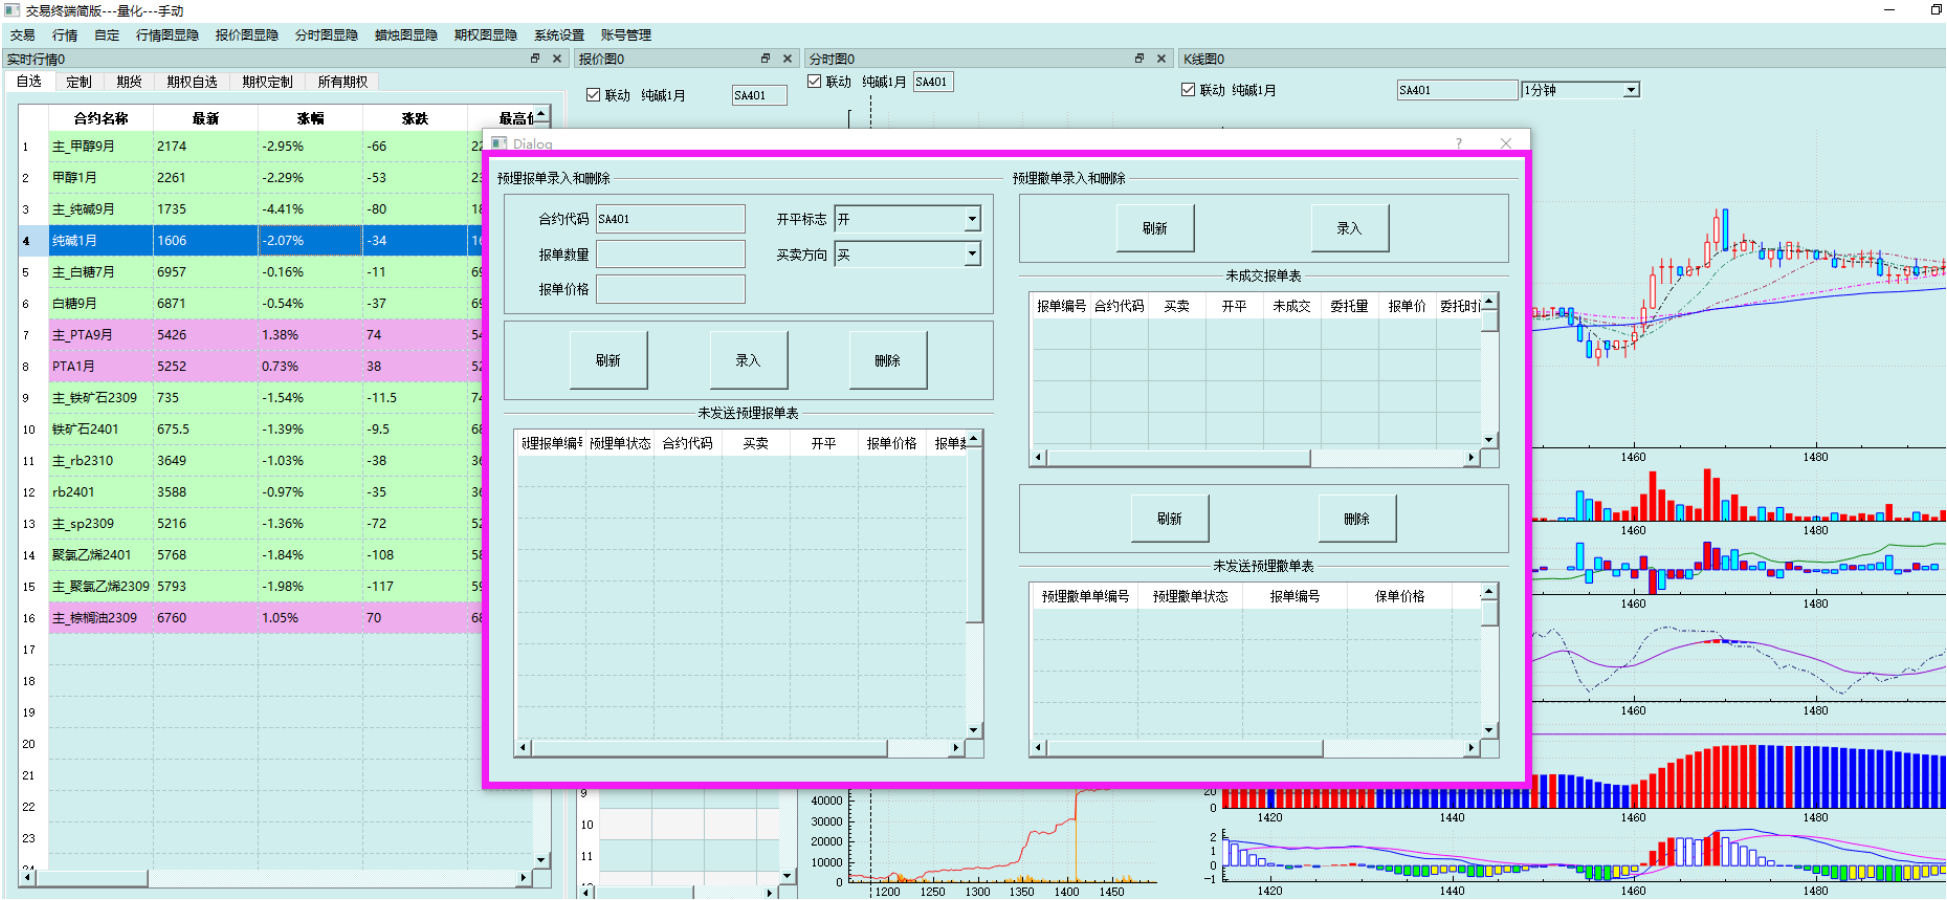 交易终端简版---量化---手动
交易 行情 自定 行情图显隐 报价图显隐 分时图显隐 蜡烛图显隐 期权图显隐 系统设置 账号管理
实时行情0 报价图0 分时图0 K线图0
自选 定制 期货 期权自选 期权定制 所有期权
联动 纯碱1月 SA401
联动 纯碱1月 SA401
联动 纯碱1月 SA401 1分钟
合约名称 最新 涨幅 涨跌
1 主_甲醇9月 2174 -2.95% -66
2 甲醇1月 2261 -2.29% -53
3 主_纯碱9月 1735 -4.41% -80
4 纯碱1月 1606 -2.07% -34
5 主_白糖7月 6957 -0.16% -11
6 白糖9月 6871 -0.54% -37
7 主_PTA9月 5426 1.38% 74
8 PTA1月 5252 0.73% 38
9 主_铁矿石2309 735 -1.54% -11.5
10 铁矿石2401 675.5 -1.39% -9.5
11 主_rb2310 3649 -1.03% -38
12 rb2401 3588 -0.97% -35
13 主_sp2309 5216 -1.36% -72
14 聚氯乙烯2401 5768 -1.84% -108
15 主_聚氯乙烯2309 5793 -1.98% -117
16 主_棕榈油2309 6760 1.05% 70
17
18
19
20
21
22
23
Dialog ?
预埋报单录入和删除
合约代码 SA401 开平标志 开
报单数量 买卖方向 买
报单价格
刷新 录入 删除
未发送预埋报单表
预埋单状态 合约代码 买卖 开平 报单价格
预埋撤单录入和删除
刷新 录入
未成交报单表
报单编号 合约代码 买卖 开平 未成交 委托量 报单价
刷新 删除
未发送预埋撤单表
预埋撤单单编号 预埋撤单状态 报单编号 保单价格
9
10
11
40000
30000
20000
10000
0
1200 1250 1300 1350 1400 1450
1460 1480
1460 1480
1460 1480
1460 1480
20
0
1420 1440 1460 1480
2
1
0
-1
1420 1440 1460 1480